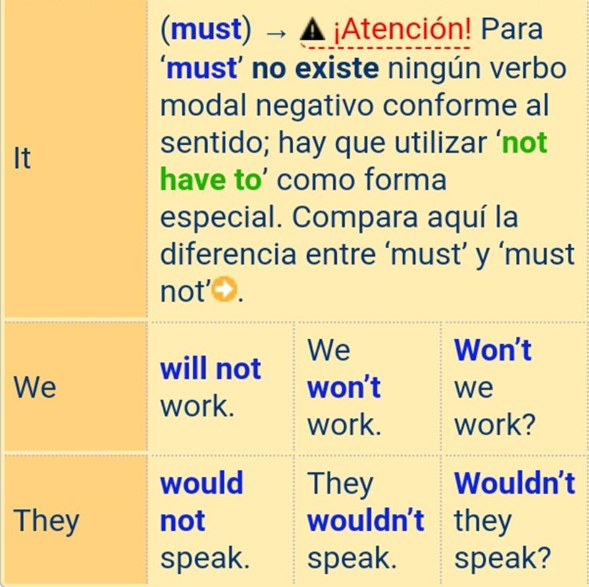 It
(must) → ⚠ ¡Atención! Para
‘must’ no existe ningún verbo
modal negativo conforme al
sentido; hay que utilizar ‘not
have to’ como forma
especial. Compara aquí la
diferencia entre ‘must’ y ‘must
not’➡.
We
will not
work.
We
won’t
work.
Won’t
we
work?
They
would
not
speak.
They
wouldn’t
speak.
Wouldn’t
they
speak?